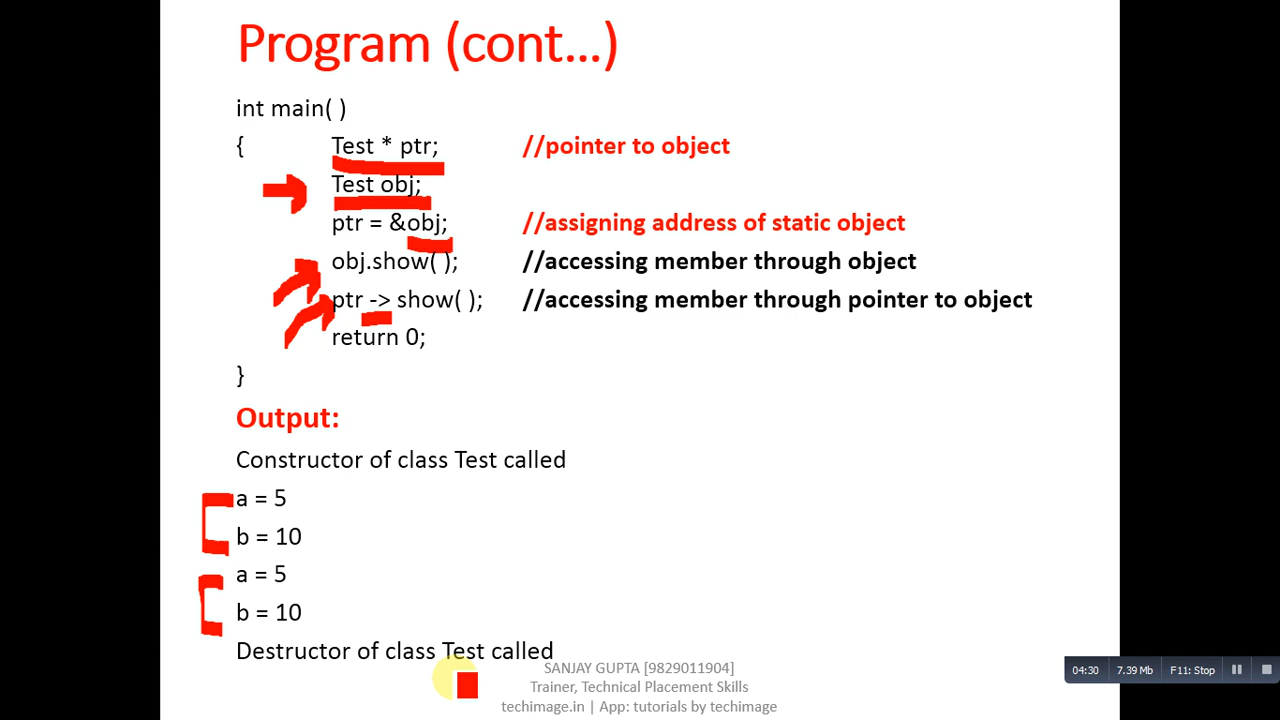 Program (cont...)
int main( )
{ Test * ptr; //pointer to object
Test obj;
ptr = &obj; //assigning address of static object
obj.show( ); //accessing member through object
ptr -> show( ); //accessing member through pointer to object
return 0;
}
Output:
Constructor of class Test called
a = 5
b = 10
a = 5
b = 10
Destructor of class Test called
SANJAY GUPTA [9829011904]
Trainer, Technical Placement Skills
techimage.in | App: tutorials by techimage
04:30 7.39 Mb F11: Stop